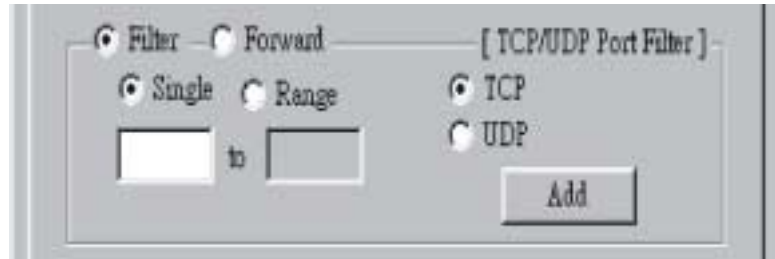 Filter Forward [ TCP/UDP Port Filter ]
Single Range TCP
UDP
to
Add